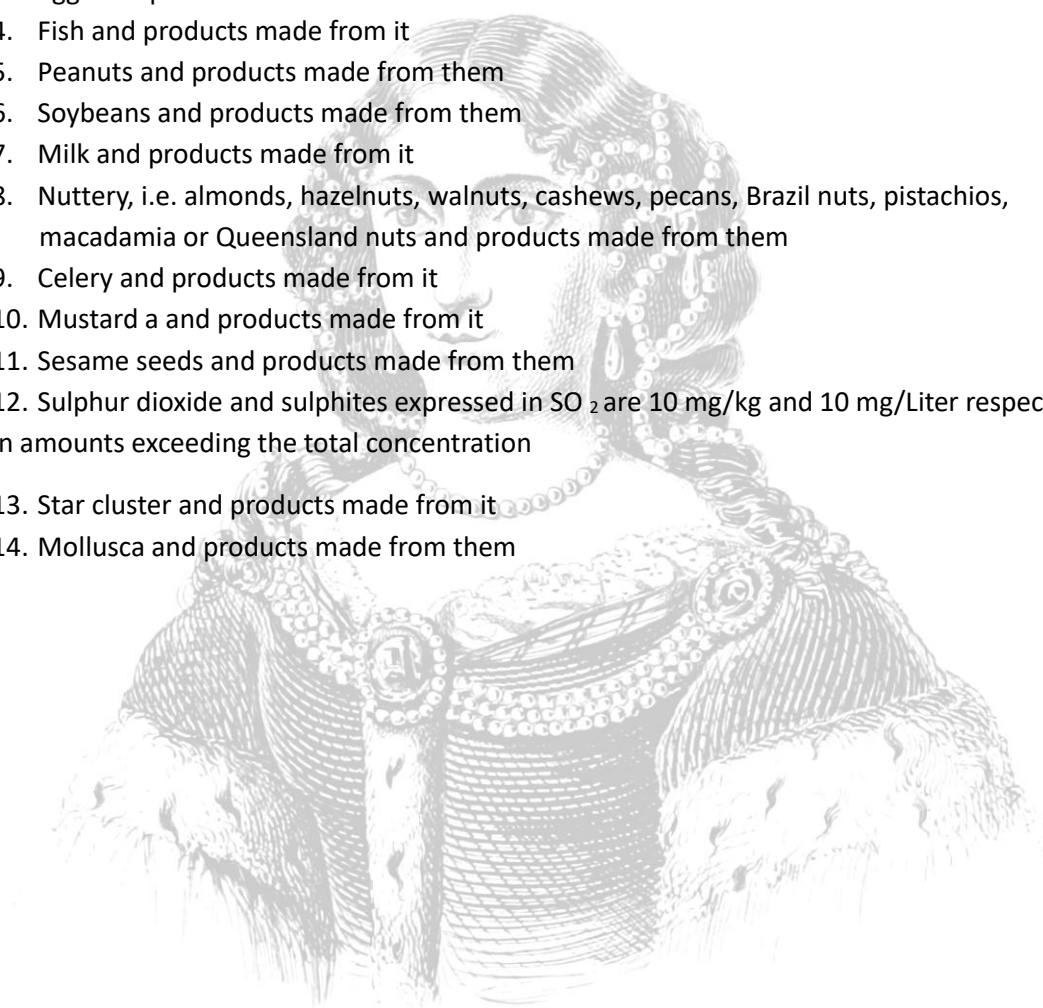 4. Fish and products made from it
5. Peanuts and products made from them
6. Soybeans and products made from them
7. Milk and products made from it
8. Nuttery, i.e. almonds, hazelnuts, walnuts, cashews, pecans, Brazil nuts, pistachios,
macadamia or Queensland nuts and products made from them
9. Celery and products made from it
10. Mustard a and products made from it
11. Sesame seeds and products made from them
12. Sulphur dioxide and sulphites expressed in SO 2 are 10 mg/kg and 10 mg/Liter respec
n amounts exceeding the total concentration
13. Star cluster and products made from it
14. Mollusca and products made from them